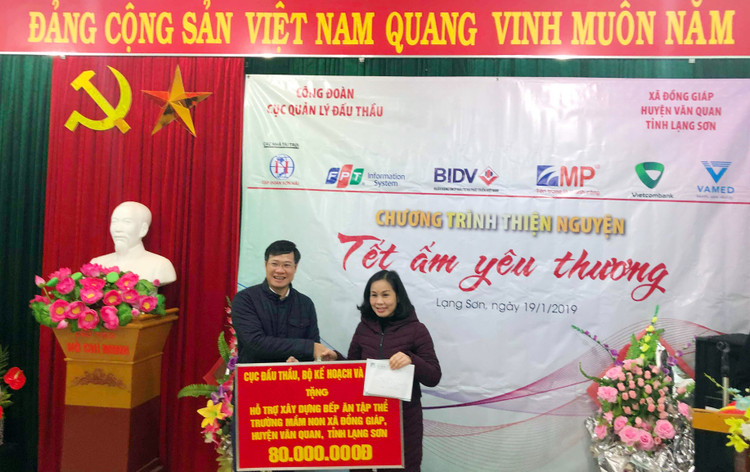 ĐẢNG CỘNG SẢN VIỆT NAM QUANG VINH MUÔN NĂM
CÔNG ĐOÀN
CỤC QUẢN LÝ ĐẤU THẦU
XÃ ĐỒNG GIÁP
HUYỆN VĂN QUAN
TỈNH LẠNG SƠN
FPT Information System
BIDV
MP
Vietcombank
VAMED
CHƯƠNG TRÌNH THIỆN NGUYỆN
Tết ấm yêu thương
Lạng Sơn, ngày 19/1/2019
HỒ CHÍ MINH
CỤC ĐẤU THẦU, BỘ KẾ HOẠCH VÀ
TẶNG
HỖ TRỢ XÂY DỰNG BẾP ĂN TẬP THỂ
TRƯỜNG MẦM NON XÃ ĐỒNG GIÁP,
HUYỆN VĂN QUAN, TỈNH LẠNG SƠN
80.000.000Đ